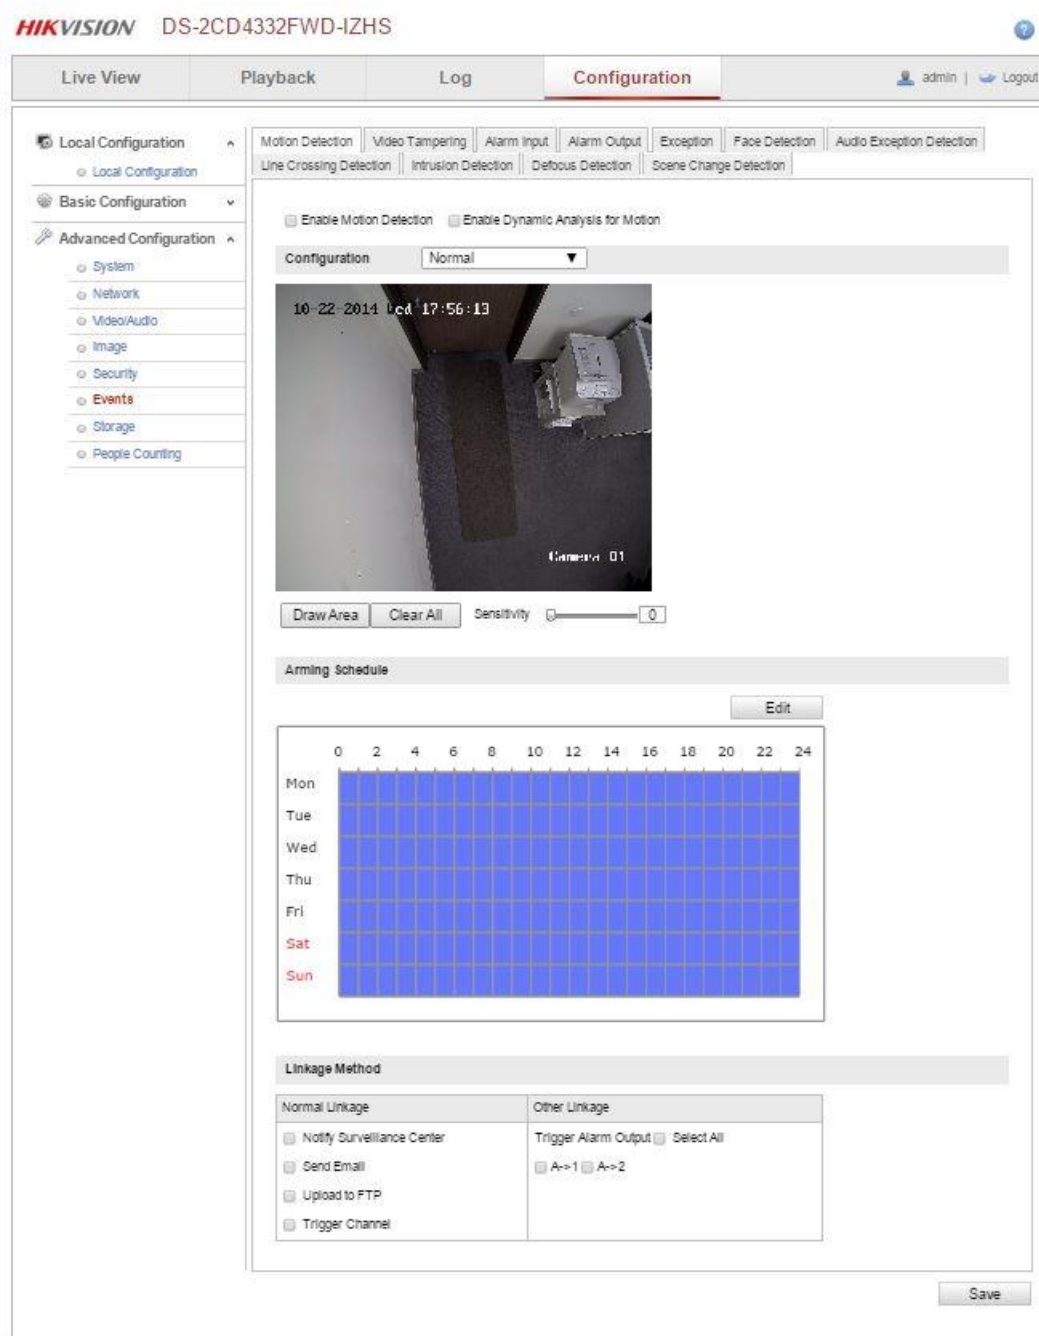 HIKVISION DS-2CD4332FWD-IZHS
Live View Playback Log Configuration admin | Logout
Local Configuration
Local Configuration
Basic Configuration
Advanced Configuration
System
Network
Video/Audio
Image
Security
Events
Storage
People Counting
Motion Detection Video Tampering Alarm Input Alarm Output Exception Face Detection Audio Exception Detection
Line Crossing Detection Intrusion Detection Defocus Detection Scene Change Detection
Enable Motion Detection Enable Dynamic Analysis for Motion
Configuration Normal
10-22-2014 Wed 17:56:13
Camera 01
Draw Area Clear All Sensitivity 0
Arming Schedule
Edit
0 2 4 6 8 10 12 14 16 18 20 22 24
Mon
Tue
Wed
Thu
Fri
Sat
Sun
Linkage Method
Normal Linkage Other Linkage
Notify Surveillance Center Trigger Alarm Output Select All
Send Email A->1 A->2
Upload to FTP
Trigger Channel
Save